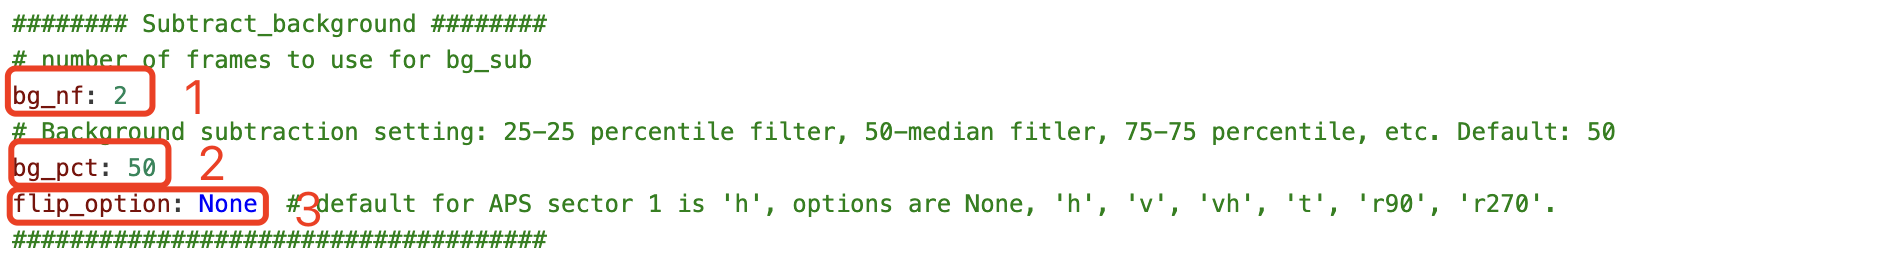 ######## Subtract_background ########
# number of frames to use for bg_sub
bg_nf: 2 1
# Background subtraction setting: 25-25 percentile filter, 50-median fitler, 75-75 percentile, etc. Default: 50
bg_pct: 50 2
flip_option: None 3 # default for APS sector 1 is 'h', options are None, 'h', 'v', 'vh', 't', 'r90', 'r270'.
#####################################